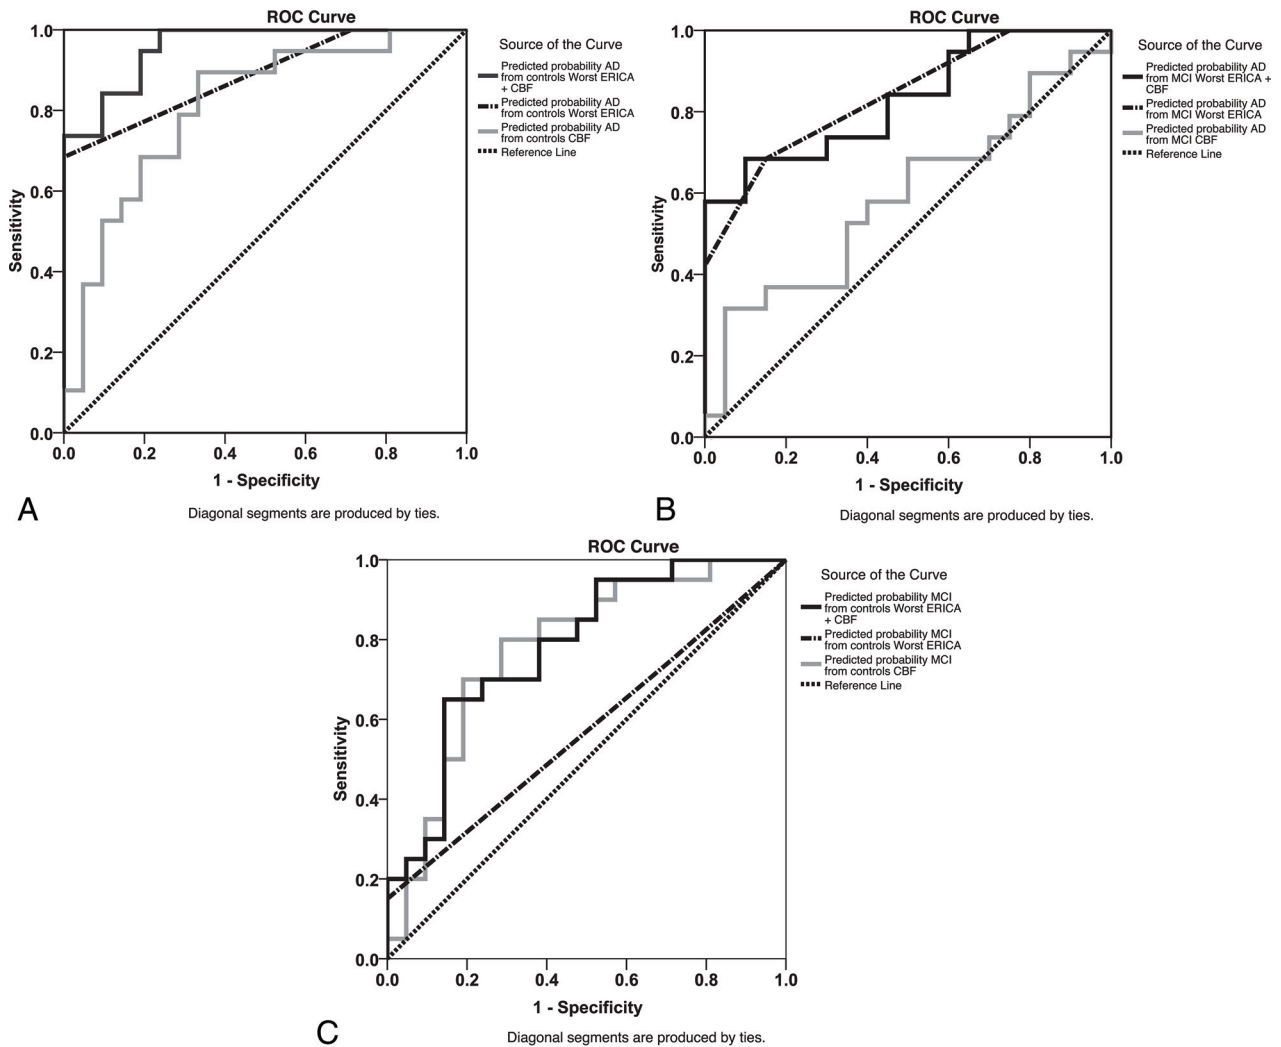 ROC Curve
Source of the Curve
Predicted probability AD
from controls Worst ERICA
+ CBF
Predicted probability AD
from controls Worst ERICA
Predicted probability AD
from controls CBF
Reference Line
1.0
0.8
0.6
0.4
0.2
0.0
Sensitivity
0.0 0.2 0.4 0.6 0.8 1.0
1 - Specificity
Diagonal segments are produced by ties.
A
ROC Curve
Source of the Curve
Predicted probability AD
from MCI Worst ERICA +
CBF
Predicted probability AD
from MCI Worst ERICA
Predicted probability AD
from MCI CBF
Reference Line
1.0
0.8
0.6
0.4
0.2
0.0
Sensitivity
0.0 0.2 0.4 0.6 0.8 1.0
1 - Specificity
Diagonal segments are produced by ties.
B
ROC Curve
Source of the Curve
Predicted probability MCI
from controls Worst ERICA
+ CBF
Predicted probability MCI
from controls Worst ERICA
Predicted probability MCI
from controls CBF
Reference Line
1.0
0.8
0.6
0.4
0.2
0.0
Sensitivity
0.0 0.2 0.4 0.6 0.8 1.0
1 - Specificity
Diagonal segments are produced by ties.
C